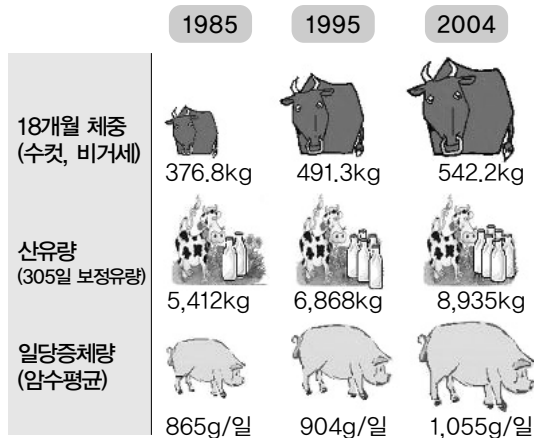 1985 1995 2004
18개월 체중
(수컷, 비거세)
376.8kg 491.3kg 542.2kg
산유량
(305일 보정유량)
5,412kg 6,868kg 8,935kg
일당증체량
(암수평균)
865g/일 904g/일 1,055g/일